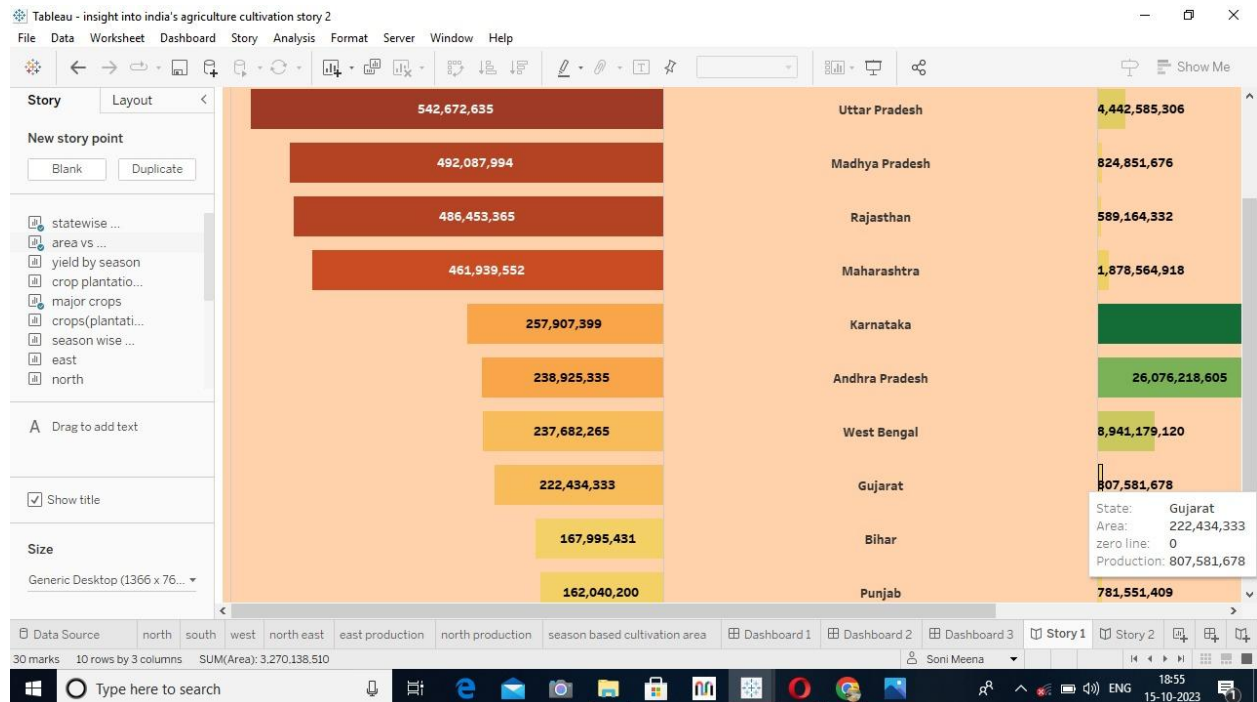 Tableau - insight into india's agriculture cultivation story 2
File Data Worksheet Dashboard Story Analysis Format Server Window Help
Show Me
Story Layout
New story point
Blank Duplicate
statewise ...
area vs ...
yield by season
crop plantatio...
major crops
crops(plantati...
season wise ...
east
north
A Drag to add text
Show title
Size
Generic Desktop (1366 x 76...
542,672,635 Uttar Pradesh 4,442,585,306
492,087,994 Madhya Pradesh 824,851,676
486,453,365 Rajasthan 589,164,332
461,939,552 Maharashtra 1,878,564,918
257,907,399 Karnataka
238,925,335 Andhra Pradesh 26,076,218,605
237,682,265 West Bengal 8,941,179,120
222,434,333 Gujarat 807,581,678
State: Gujarat
Area: 222,434,333
zero line: 0
Production: 807,581,678
167,995,431 Bihar
162,040,200 Punjab 781,551,409
Data Source north south west north east east production north production season based cultivation area Dashboard 1 Dashboard 2 Dashboard 3 Story 1 Story 2
30 marks 10 rows by 3 columns SUM(Area): 3,270,138,510 Soni Meena
Type here to search ENG 18:55
15-10-2023